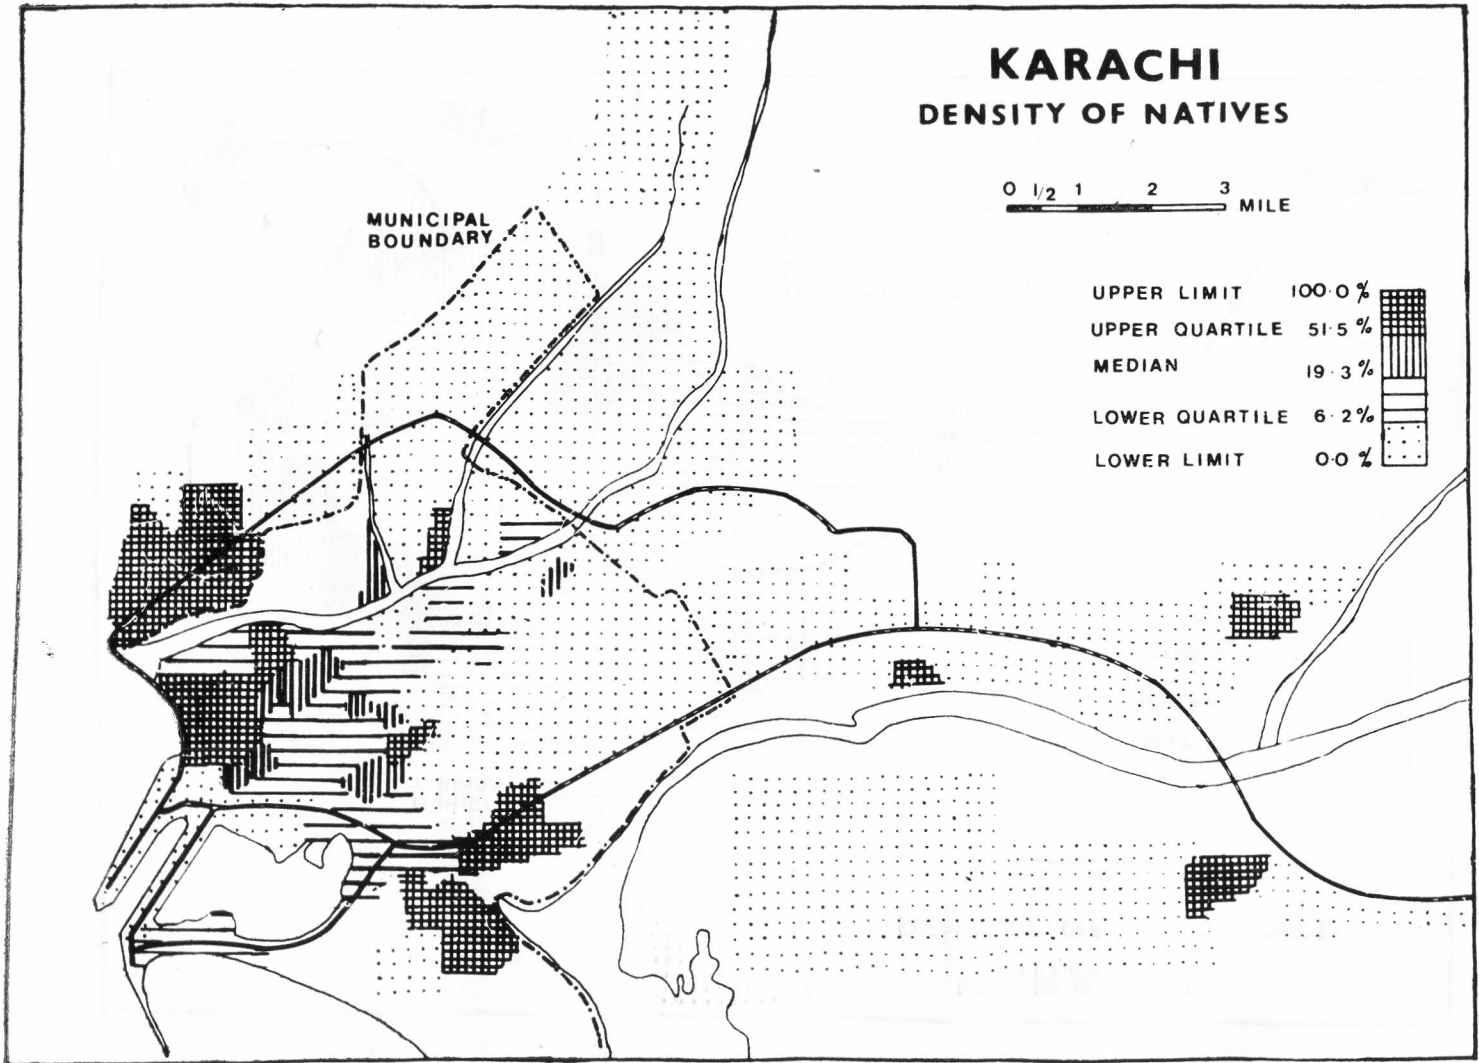 KARACHI
DENSITY OF NATIVES
0 1/2 1 2 3 MILE
MUNICIPAL
BOUNDARY
UPPER LIMIT 100·0 %
UPPER QUARTILE 51·5 %
MEDIAN 19·3 %
LOWER QUARTILE 6·2 %
LOWER LIMIT 0·0 %